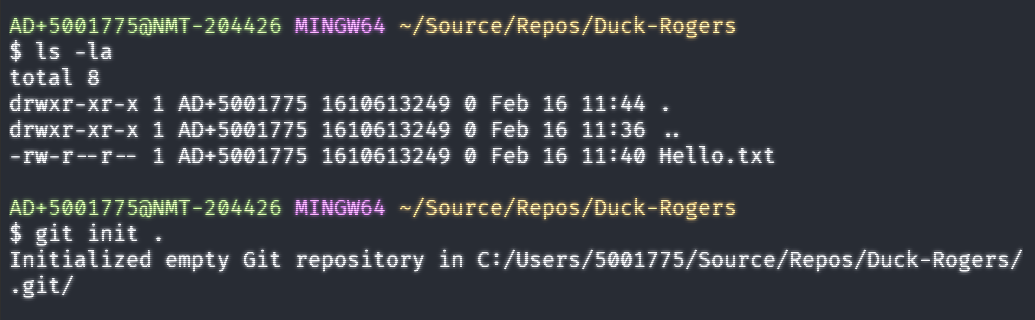 AD+5001775@NMT-204426 MINGW64 ~/Source/Repos/Duck-Rogers
$ ls -la
total 8
drwxr-xr-x 1 AD+5001775 1610613249 0 Feb 16 11:44 .
drwxr-xr-x 1 AD+5001775 1610613249 0 Feb 16 11:36 ..
-rw-r--r-- 1 AD+5001775 1610613249 0 Feb 16 11:40 Hello.txt
AD+5001775@NMT-204426 MINGW64 ~/Source/Repos/Duck-Rogers
$ git init .
Initialized empty Git repository in C:/Users/5001775/Source/Repos/Duck-Rogers/
.git/